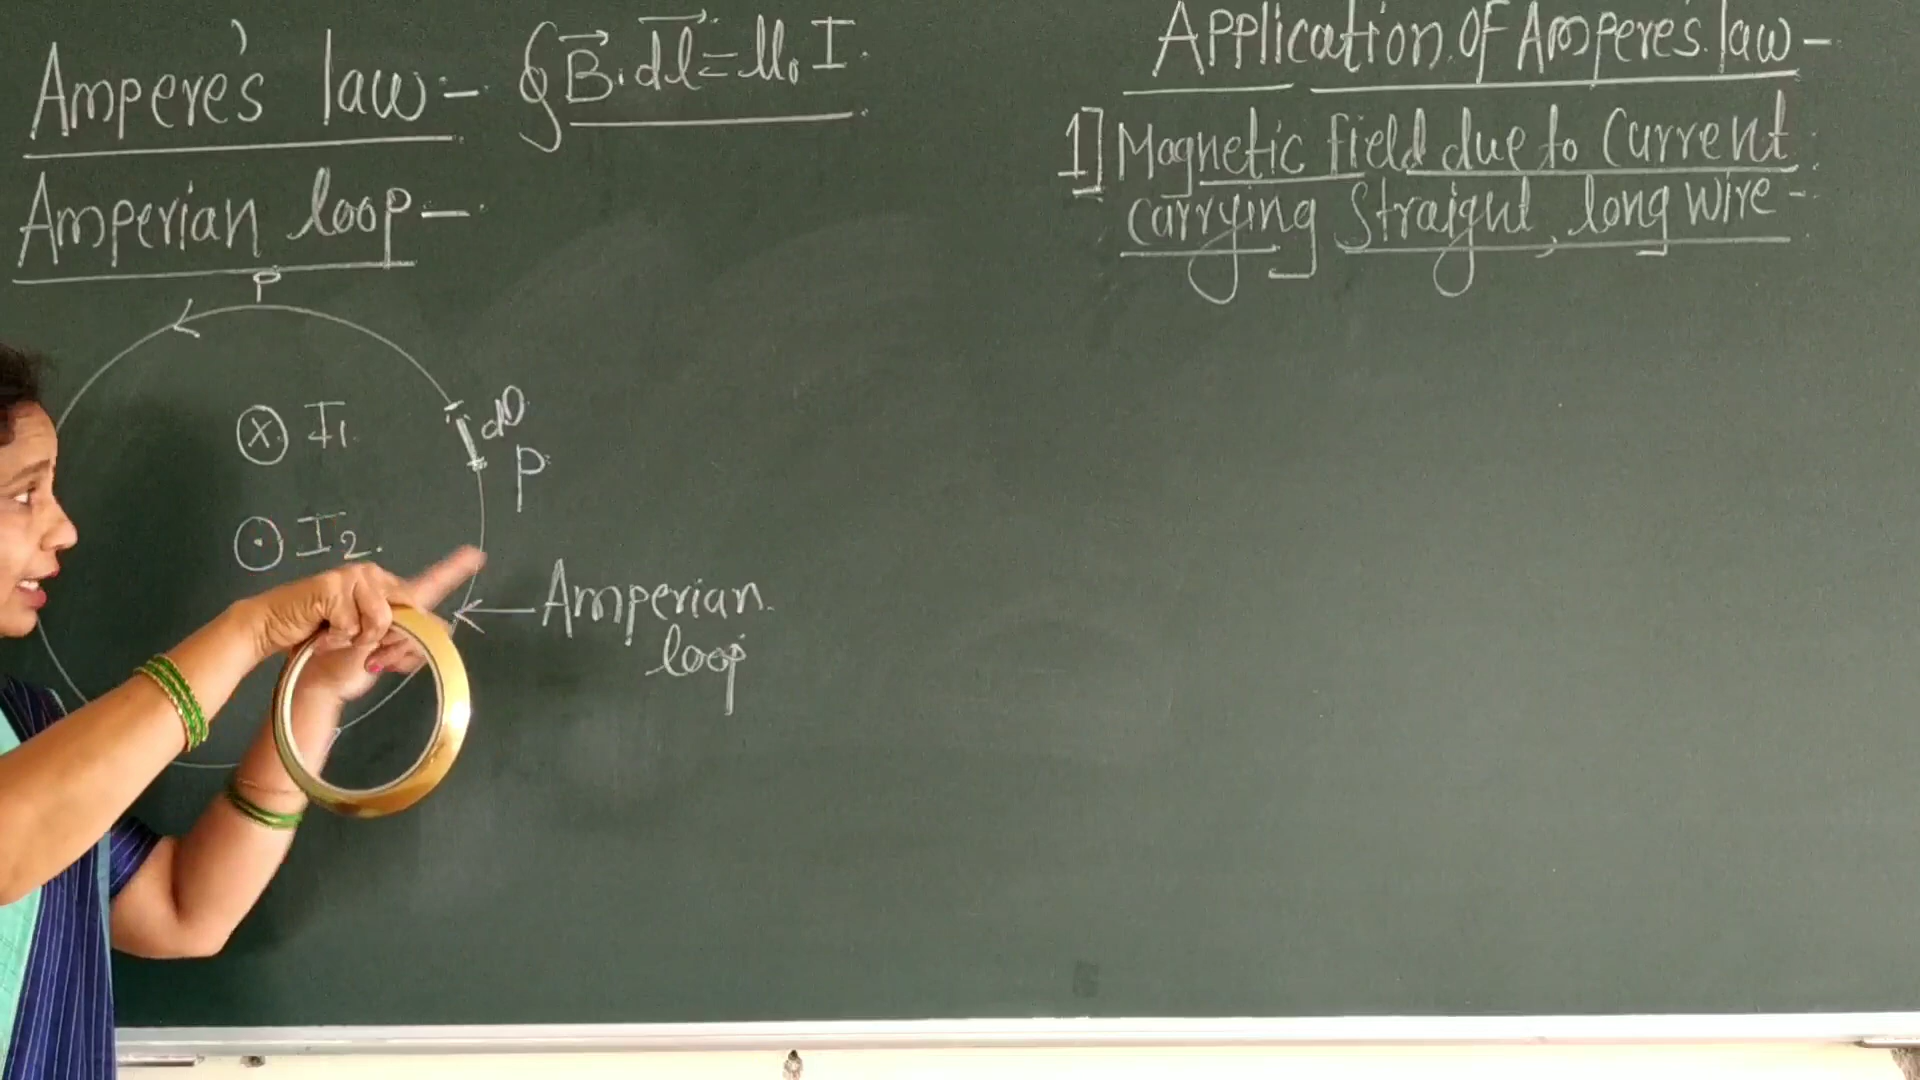 Ampere's law:- ∮B⃗.dl⃗=μ₀I.
Amperian loop-
P
I₁
dl
P
I₂.
Amperian
loop
Application of Ampere's law-
1] Magnetic field due to Current
carrying Straight, long wire-